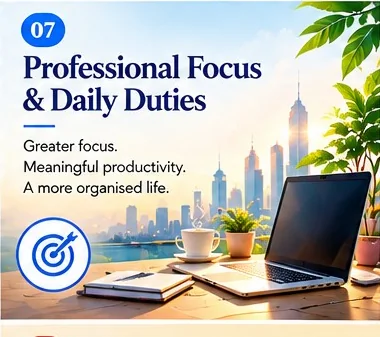 07
Professional Focus
& Daily Duties
Greater focus.
Meaningful productivity.
A more organised life.